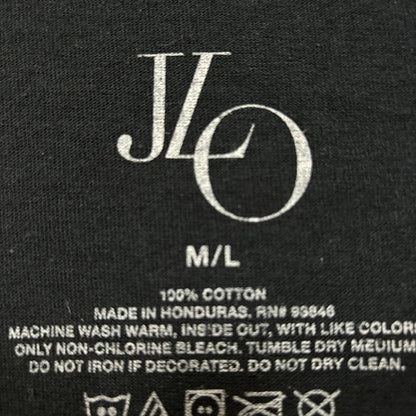 JLO
M/L
100% COTTON
MADE IN HONDURAS. RN# 93846
MACHINE WASH WARM, INSIDE OUT, WITH LIKE COLORS
ONLY NON-CHLORINE BLEACH. TUMBLE DRY MEDIUM
DO NOT IRON IF DECORATED. DO NOT DRY CLEAN.